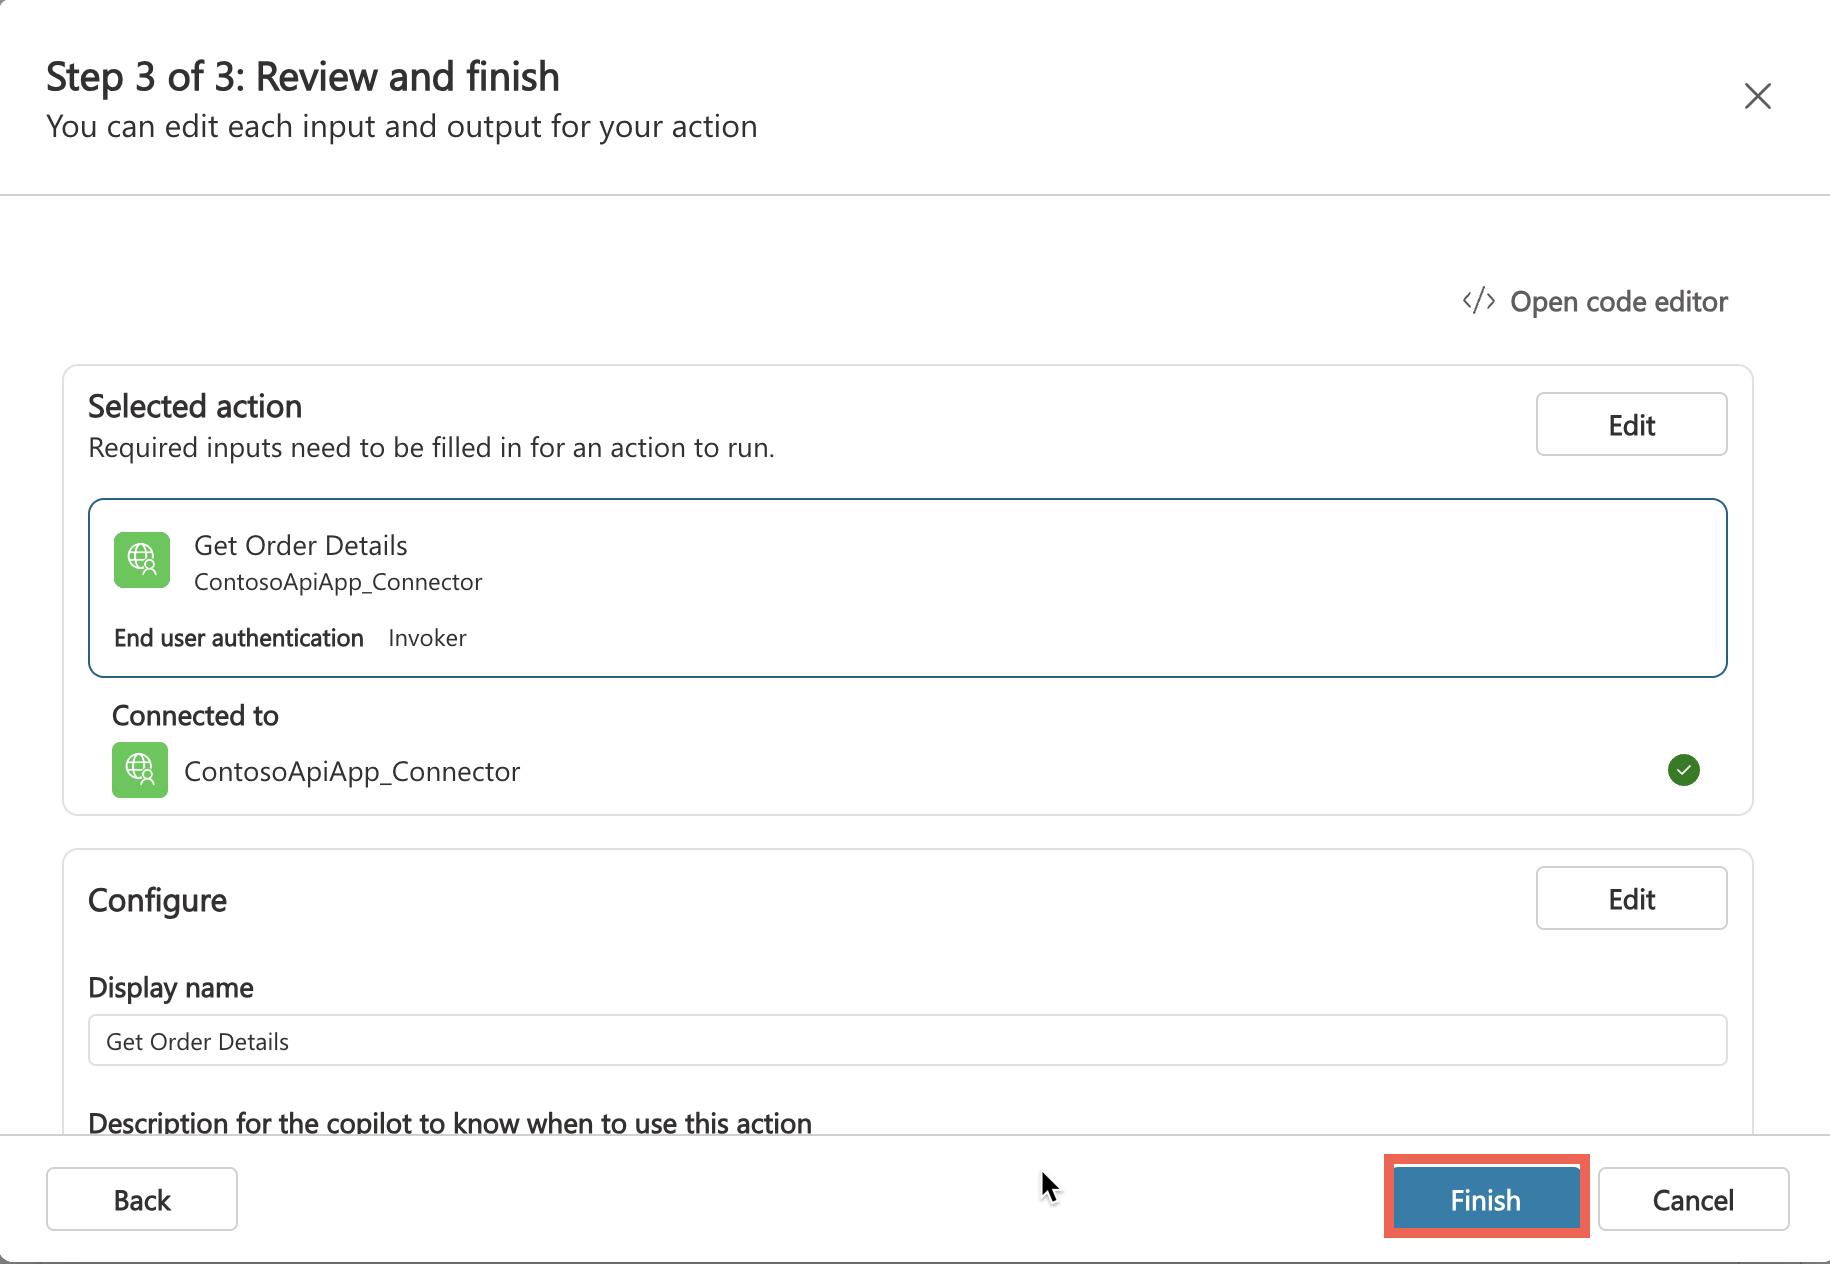 Step 3 of 3: Review and finish
You can edit each input and output for your action
</> Open code editor
Selected action
Edit
Required inputs need to be filled in for an action to run.
Get Order Details
ContosoApiApp_Connector
End user authentication Invoker
Connected to
ContosoApiApp_Connector
Configure
Edit
Display name
Get Order Details
Description for the copilot to know when to use this action
Back
Finish
Cancel